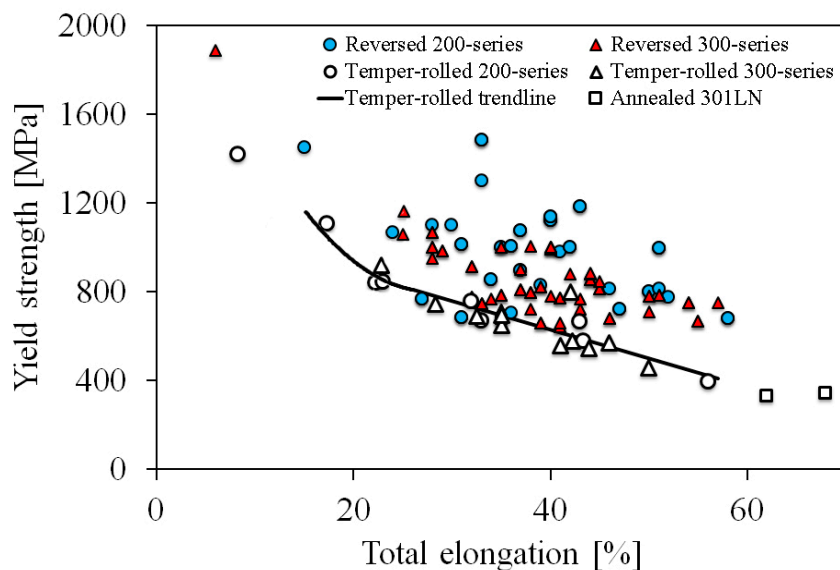 2000
Reversed 200-series Reversed 300-series
Temper-rolled 200-series Temper-rolled 300-series
Temper-rolled trendline Annealed 301LN
1600
1200
800
400
0
Yield strength [MPa]
0 20 40 60
Total elongation [%]